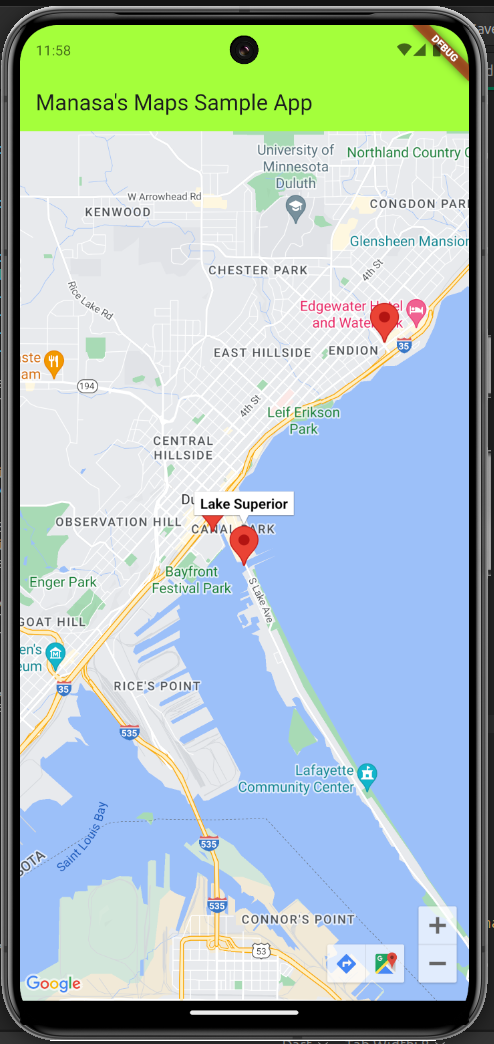 11:58
DEBUG
Manasa's Maps Sample App
University of
Minnesota
Duluth
Northland Country C
W Arrowhead Rd
KENWOOD
CONGDON PARK
Glensheen Mansion
CHESTER PARK
4th St
Rice Lake Rd
Edgewater Hotel
and Waterpark
EAST HILLSIDE
ENDION
35
ste
am
194
4th St
Leif Erikson
Park
CENTRAL
HILLSIDE
Du
Lake Superior
OBSERVATION HILL
CANAL PARK
Enger Park
Bayfront
Festival Park
S Lake Ave
GOAT HILL
en's
eum
35
RICE'S POINT
535
Lafayette
Community Center
Saint Louis Bay
535
OTA
535
CONNOR'S POINT
53
+
−
Google